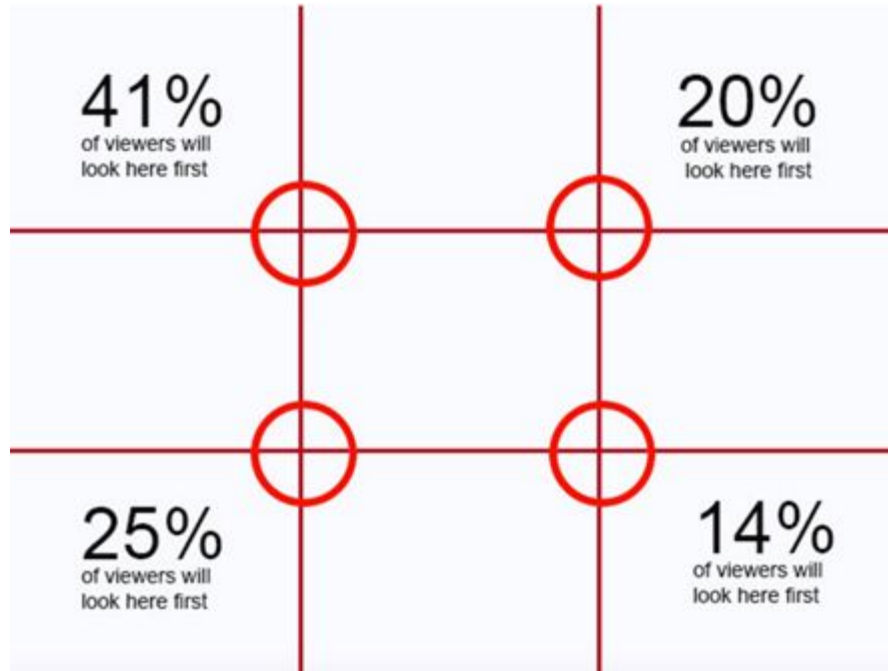 41%
of viewers will
look here first
20%
of viewers will
look here first
25%
of viewers will
look here first
14%
of viewers will
look here first